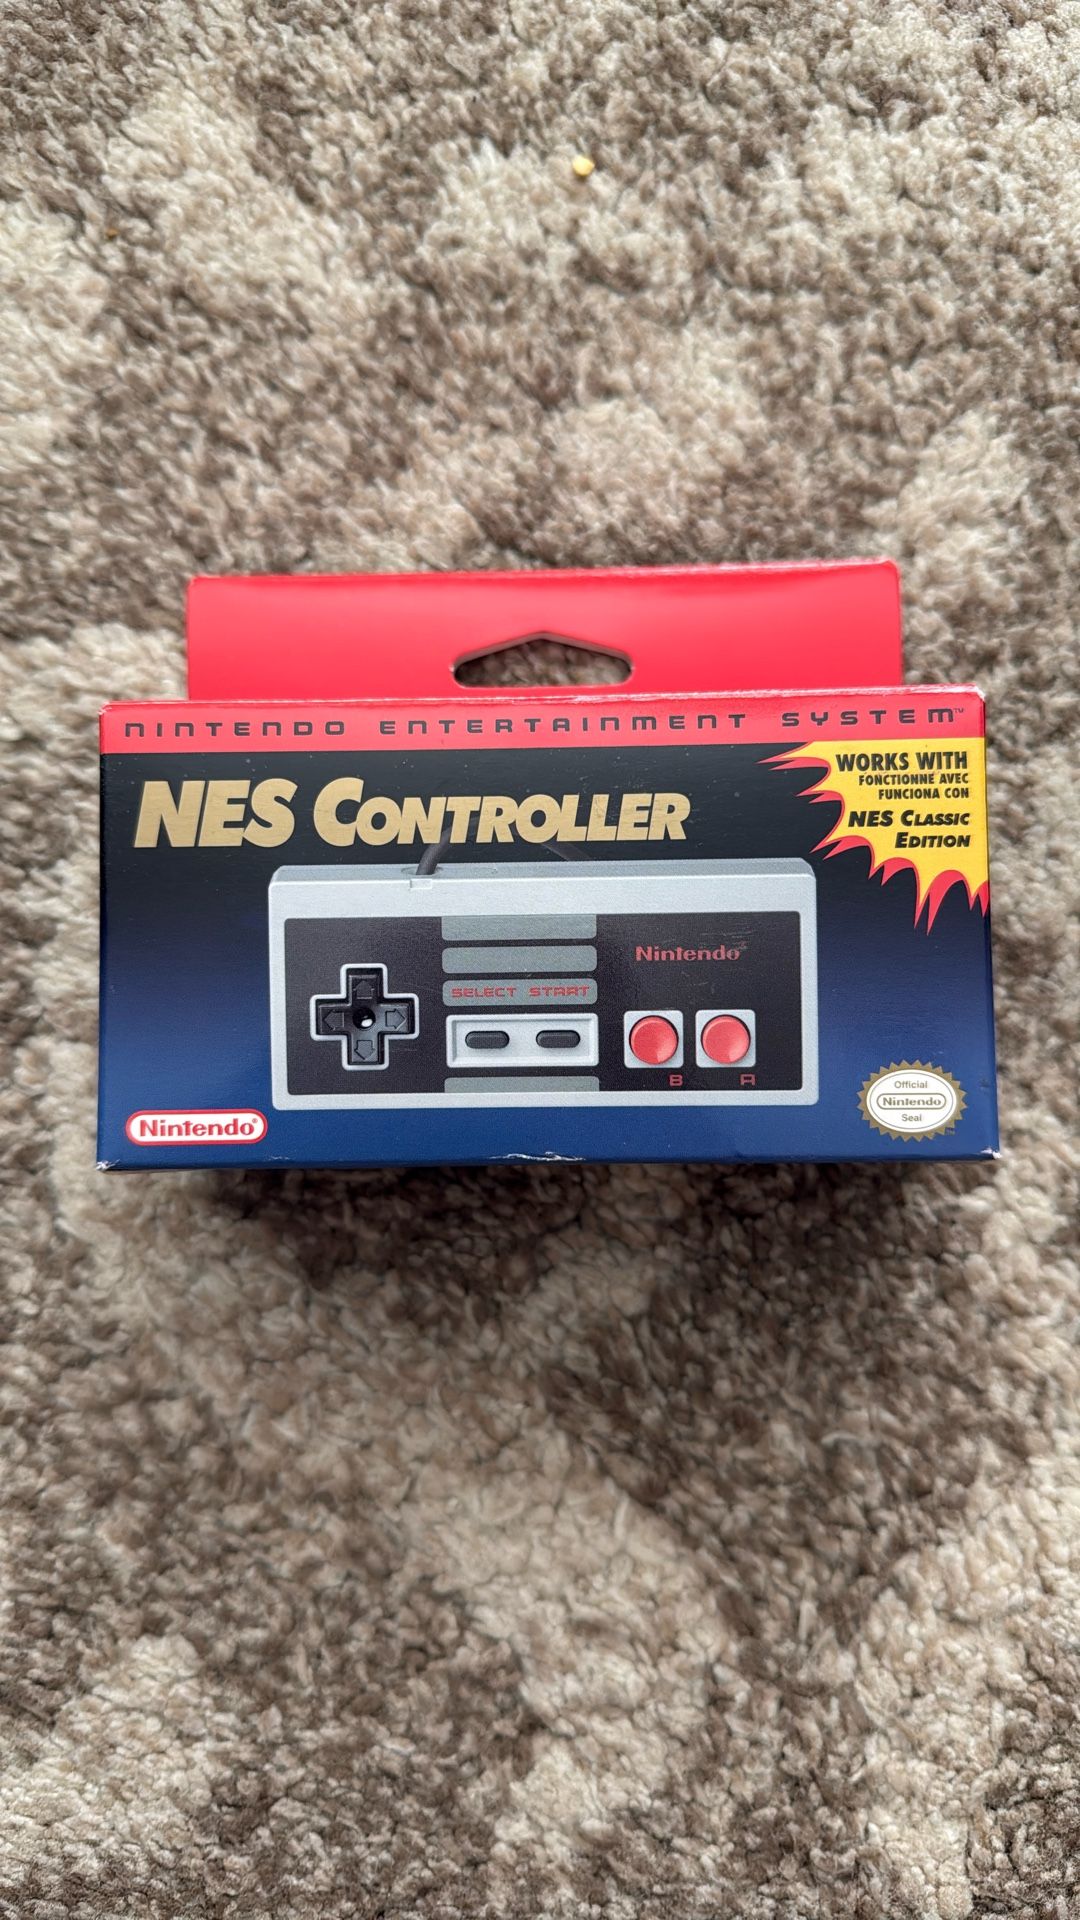 NINTENDO ENTERTAINMENT SYSTEM™
NES CONTROLLER
WORKS WITH
FONCTIONNE AVEC
FUNCIONA CON
NES CLASSIC
EDITION
Nintendo®
SELECT START
B A
Nintendo®
Official
Nintendo
Seal
™